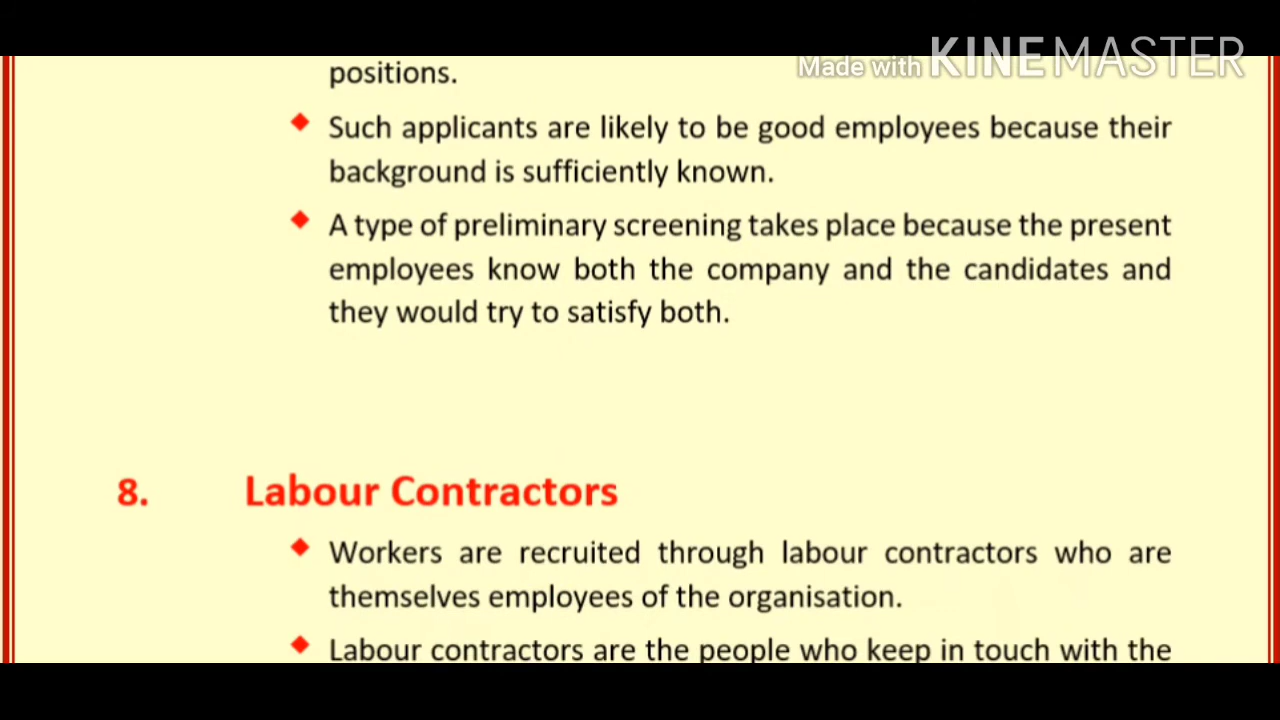 Made with KINEMASTER
positions.
◆ Such applicants are likely to be good employees because their
background is sufficiently known.
◆ A type of preliminary screening takes place because the present
employees know both the company and the candidates and
they would try to satisfy both.
8. Labour Contractors
◆ Workers are recruited through labour contractors who are
themselves employees of the organisation.
◆ Labour contractors are the people who keep in touch with the